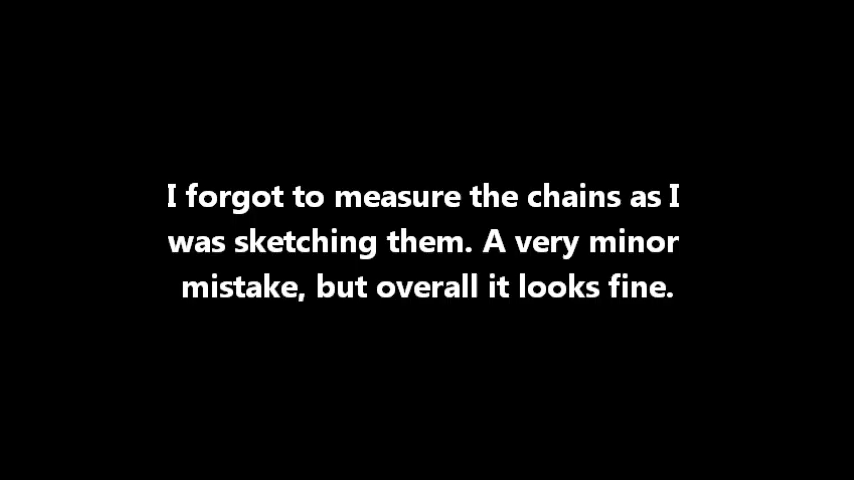 I forgot to measure the chains as I
was sketching them. A very minor
mistake, but overall it looks fine.